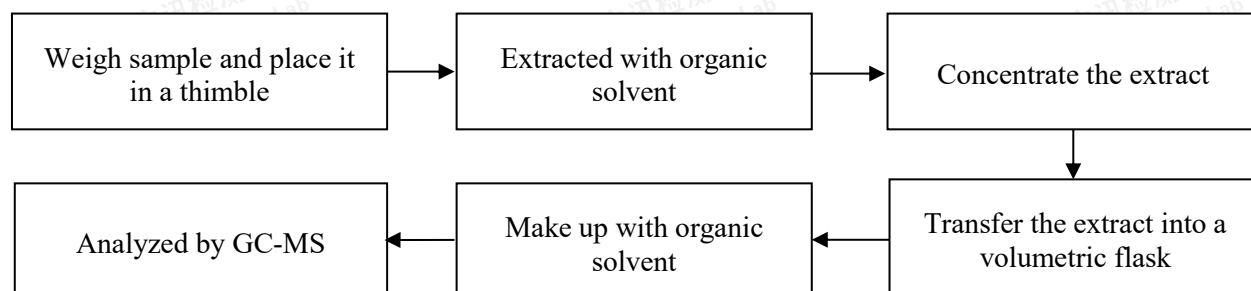 Weigh sample and place it
in a thimble
Extracted with organic
solvent
Concentrate the extract
Transfer the extract into a
volumetric flask
Make up with organic
solvent
Analyzed by GC-MS